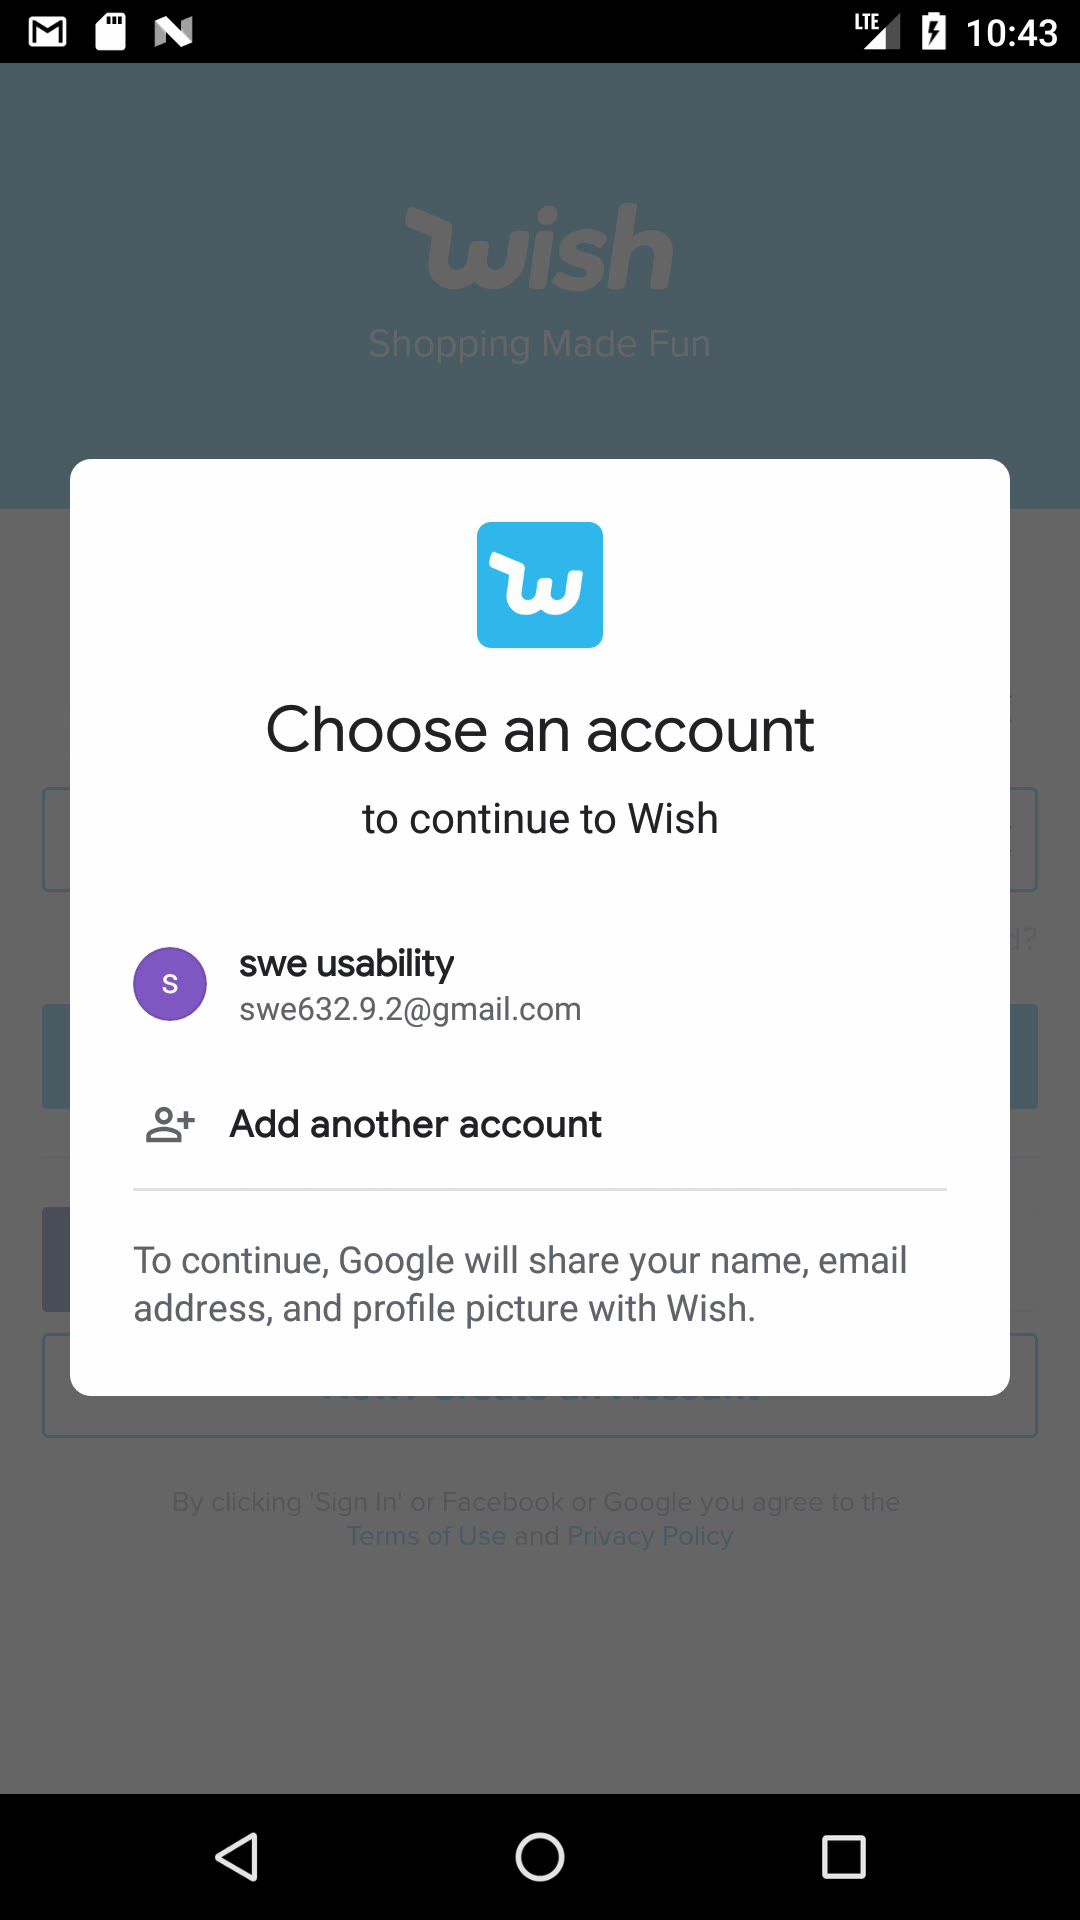 LTE 10:43
wish
Shopping Made Fun
Choose an account
to continue to Wish
S
swe usability
swe632.9.2@gmail.com
Add another account
To continue, Google will share your name, email
address, and profile picture with Wish.
By clicking 'Sign In' or Facebook or Google you agree to the
Terms of Use and Privacy Policy